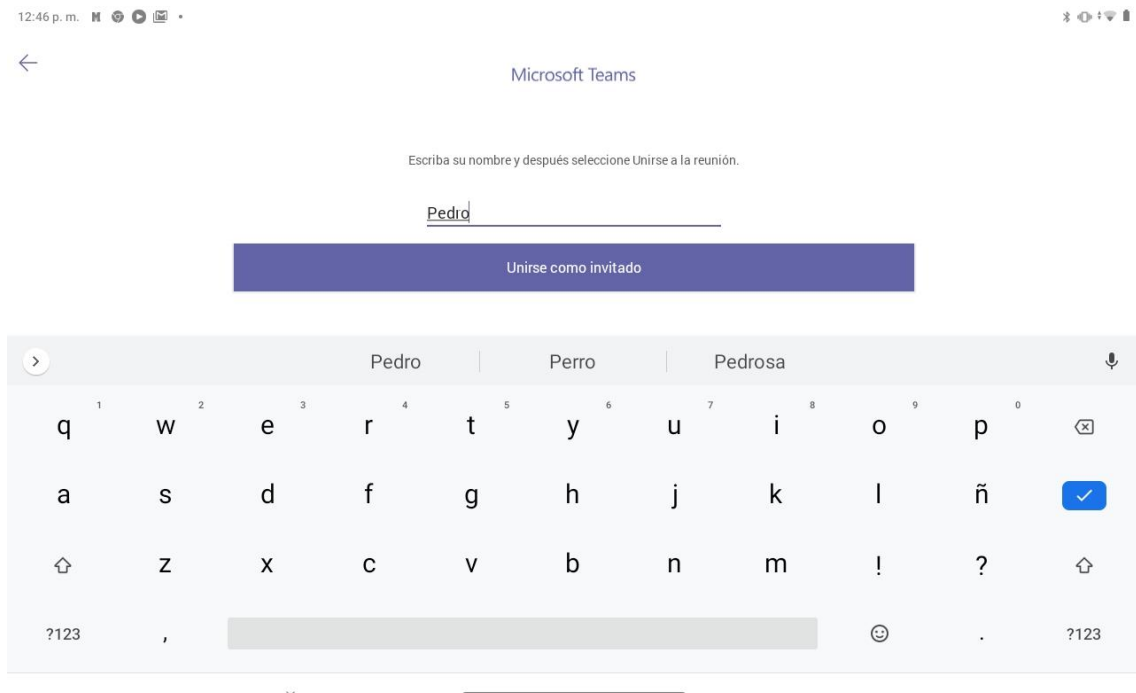 12:46 p. m.
Microsoft Teams
Escriba su nombre y después seleccione Unirse a la reunión.
Pedro
Unirse como invitado
Pedro Perro Pedrosa
1 2 3 4 5 6 7 8 9 0
q w e r t y u i o p
a s d f g h j k l ñ
z x c v b n m ! ?
?123 , . ?123